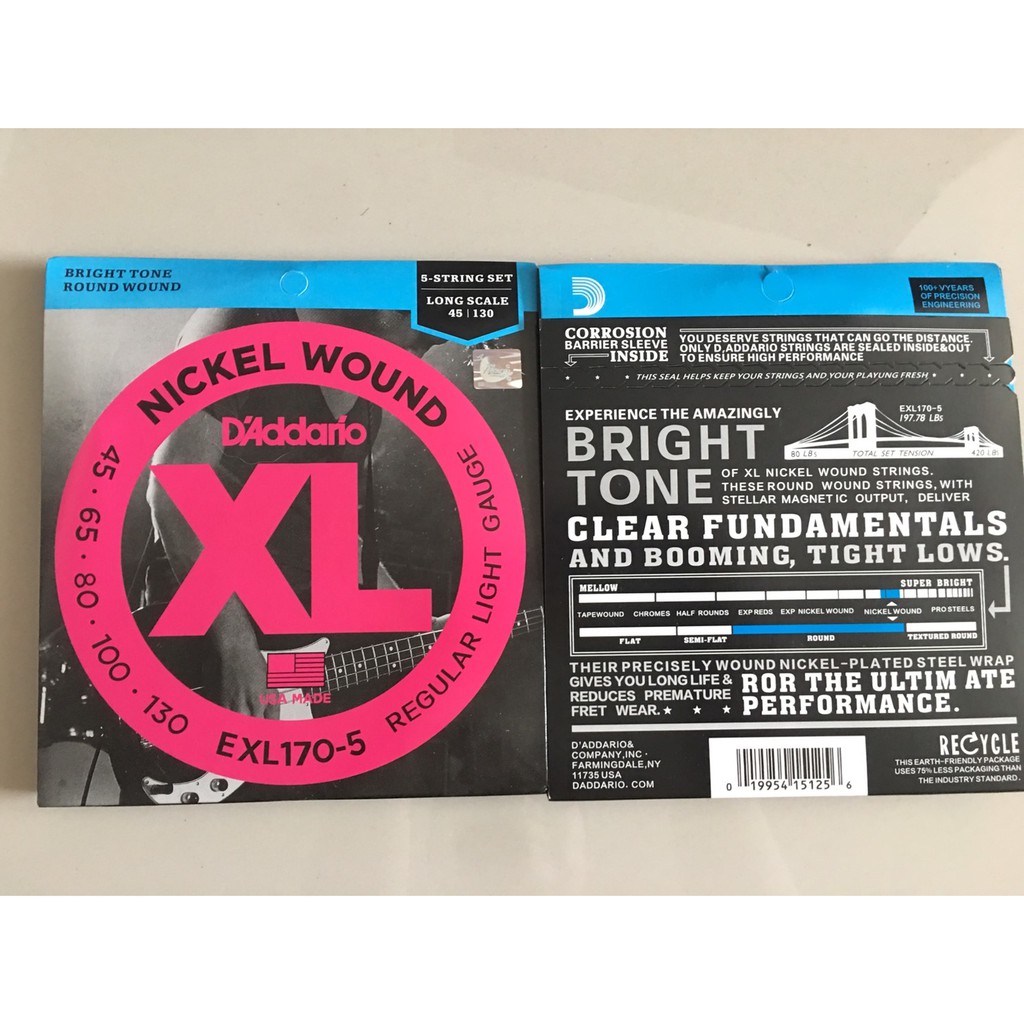 BRIGHT TONE
ROUND WOUND
5-STRING SET
LONG SCALE
45 | 130
NICKEL WOUND
D'Addario
XL
45 · 65 · 80 · 100 · 130
REGULAR LIGHT GAUGE
USA MADE
EXL170-5
100+ VYEARS
OF PRECISION
ENGINEERING
CORROSION
BARRIER SLEEVE
INSIDE
YOU DESERVE STRINGS THAT CAN GO THE DISTANCE.
ONLY D,ADDARIO STRINGS ARE SEALED INSIDE&OUT
TO ENSURE HIGH PERFORMANCE
THIS SEAL HELPS KEEP YOUR STRINGS AND YOUR PLAYUNG FRESH
EXPERIENCE THE AMAZINGLY
BRIGHT
TONE
EXL170-5
197.78 LBs
80 LBs
TOTAL SET TENSION
420 LBs
OF XL NICKEL WOUND STRINGS.
THESE ROUND WOUND STRINGS, WITH
STELLAR MAGNETIC OUTPUT, DELIVER
CLEAR FUNDAMENTALS
AND BOOMING, TIGHT LOWS.
MELLOW SUPER BRIGHT
TAPEWOUND CHROMES HALF ROUNDS EXP REDS EXP NICKEL WOUND NICKEL WOUND PRO STEELS
FLAT SEMI-FLAT ROUND TEXTURED ROUND
THEIR PRECISELY WOUND NICKEL-PLATED STEEL WRAP
GIVES YOU LONG LIFE &
REDUCES PREMATURE
FRET WEAR.★ ★ ★
ROR THE ULTIM ATE
PERFORMANCE.
D'ADDARIO&
COMPANY,INC ·
FARMINGDALE,NY
11735 USA
DADDARIO. COM
0 19954 15125 6
RECYCLE
THIS EARTH-FRIENDLY PACKAGE
USES 75% LESS PACKAGING THAN
THE INDUSTRY STANDARD.